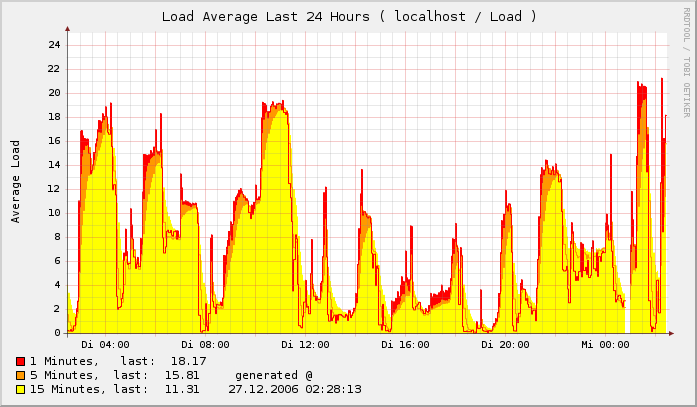 Load Average Last 24 Hours ( localhost / Load )
RRDTOOL / TOBI OETIKER
Average Load
24
22
20
18
16
14
12
10
8
6
4
2
0
Di 04:00 Di 08:00 Di 12:00 Di 16:00 Di 20:00 Mi 00:00
1 Minutes, last: 18.17
5 Minutes, last: 15.81 generated @
15 Minutes, last: 11.31 27.12.2006 02:28:13